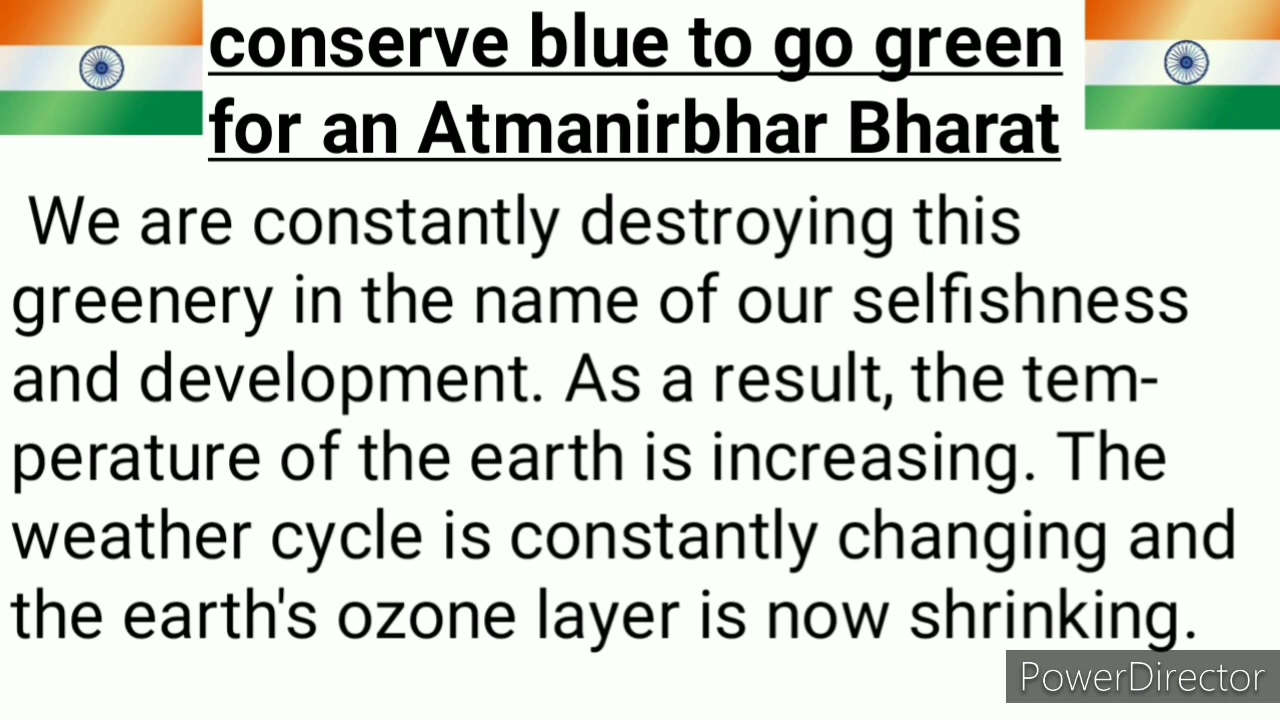 conserve blue to go green
for an Atmanirbhar Bharat
We are constantly destroying this
greenery in the name of our selfishness
and development. As a result, the tem-
perature of the earth is increasing. The
weather cycle is constantly changing and
the earth's ozone layer is now shrinking.
PowerDirector